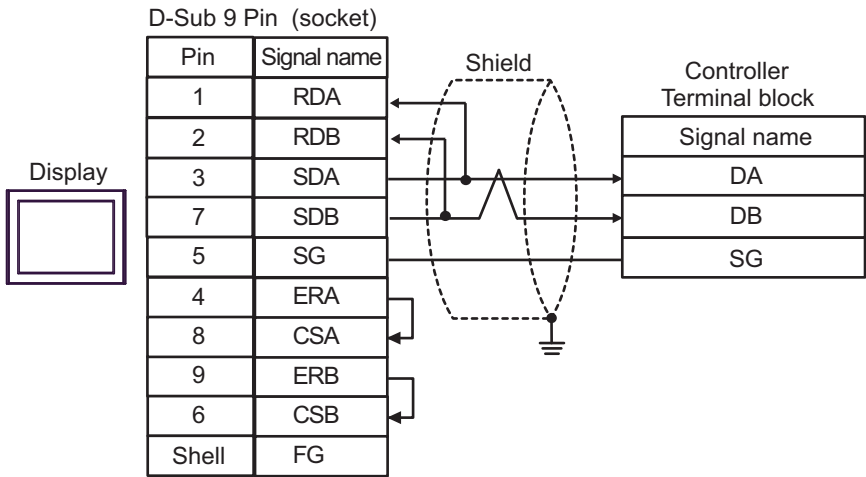 D-Sub 9 Pin (socket)
Pin Signal name
1 RDA
2 RDB
3 SDA
7 SDB
5 SG
4 ERA
8 CSA
9 ERB
6 CSB
Shell FG
Display
Shield
Controller
Terminal block
Signal name
DA
DB
SG